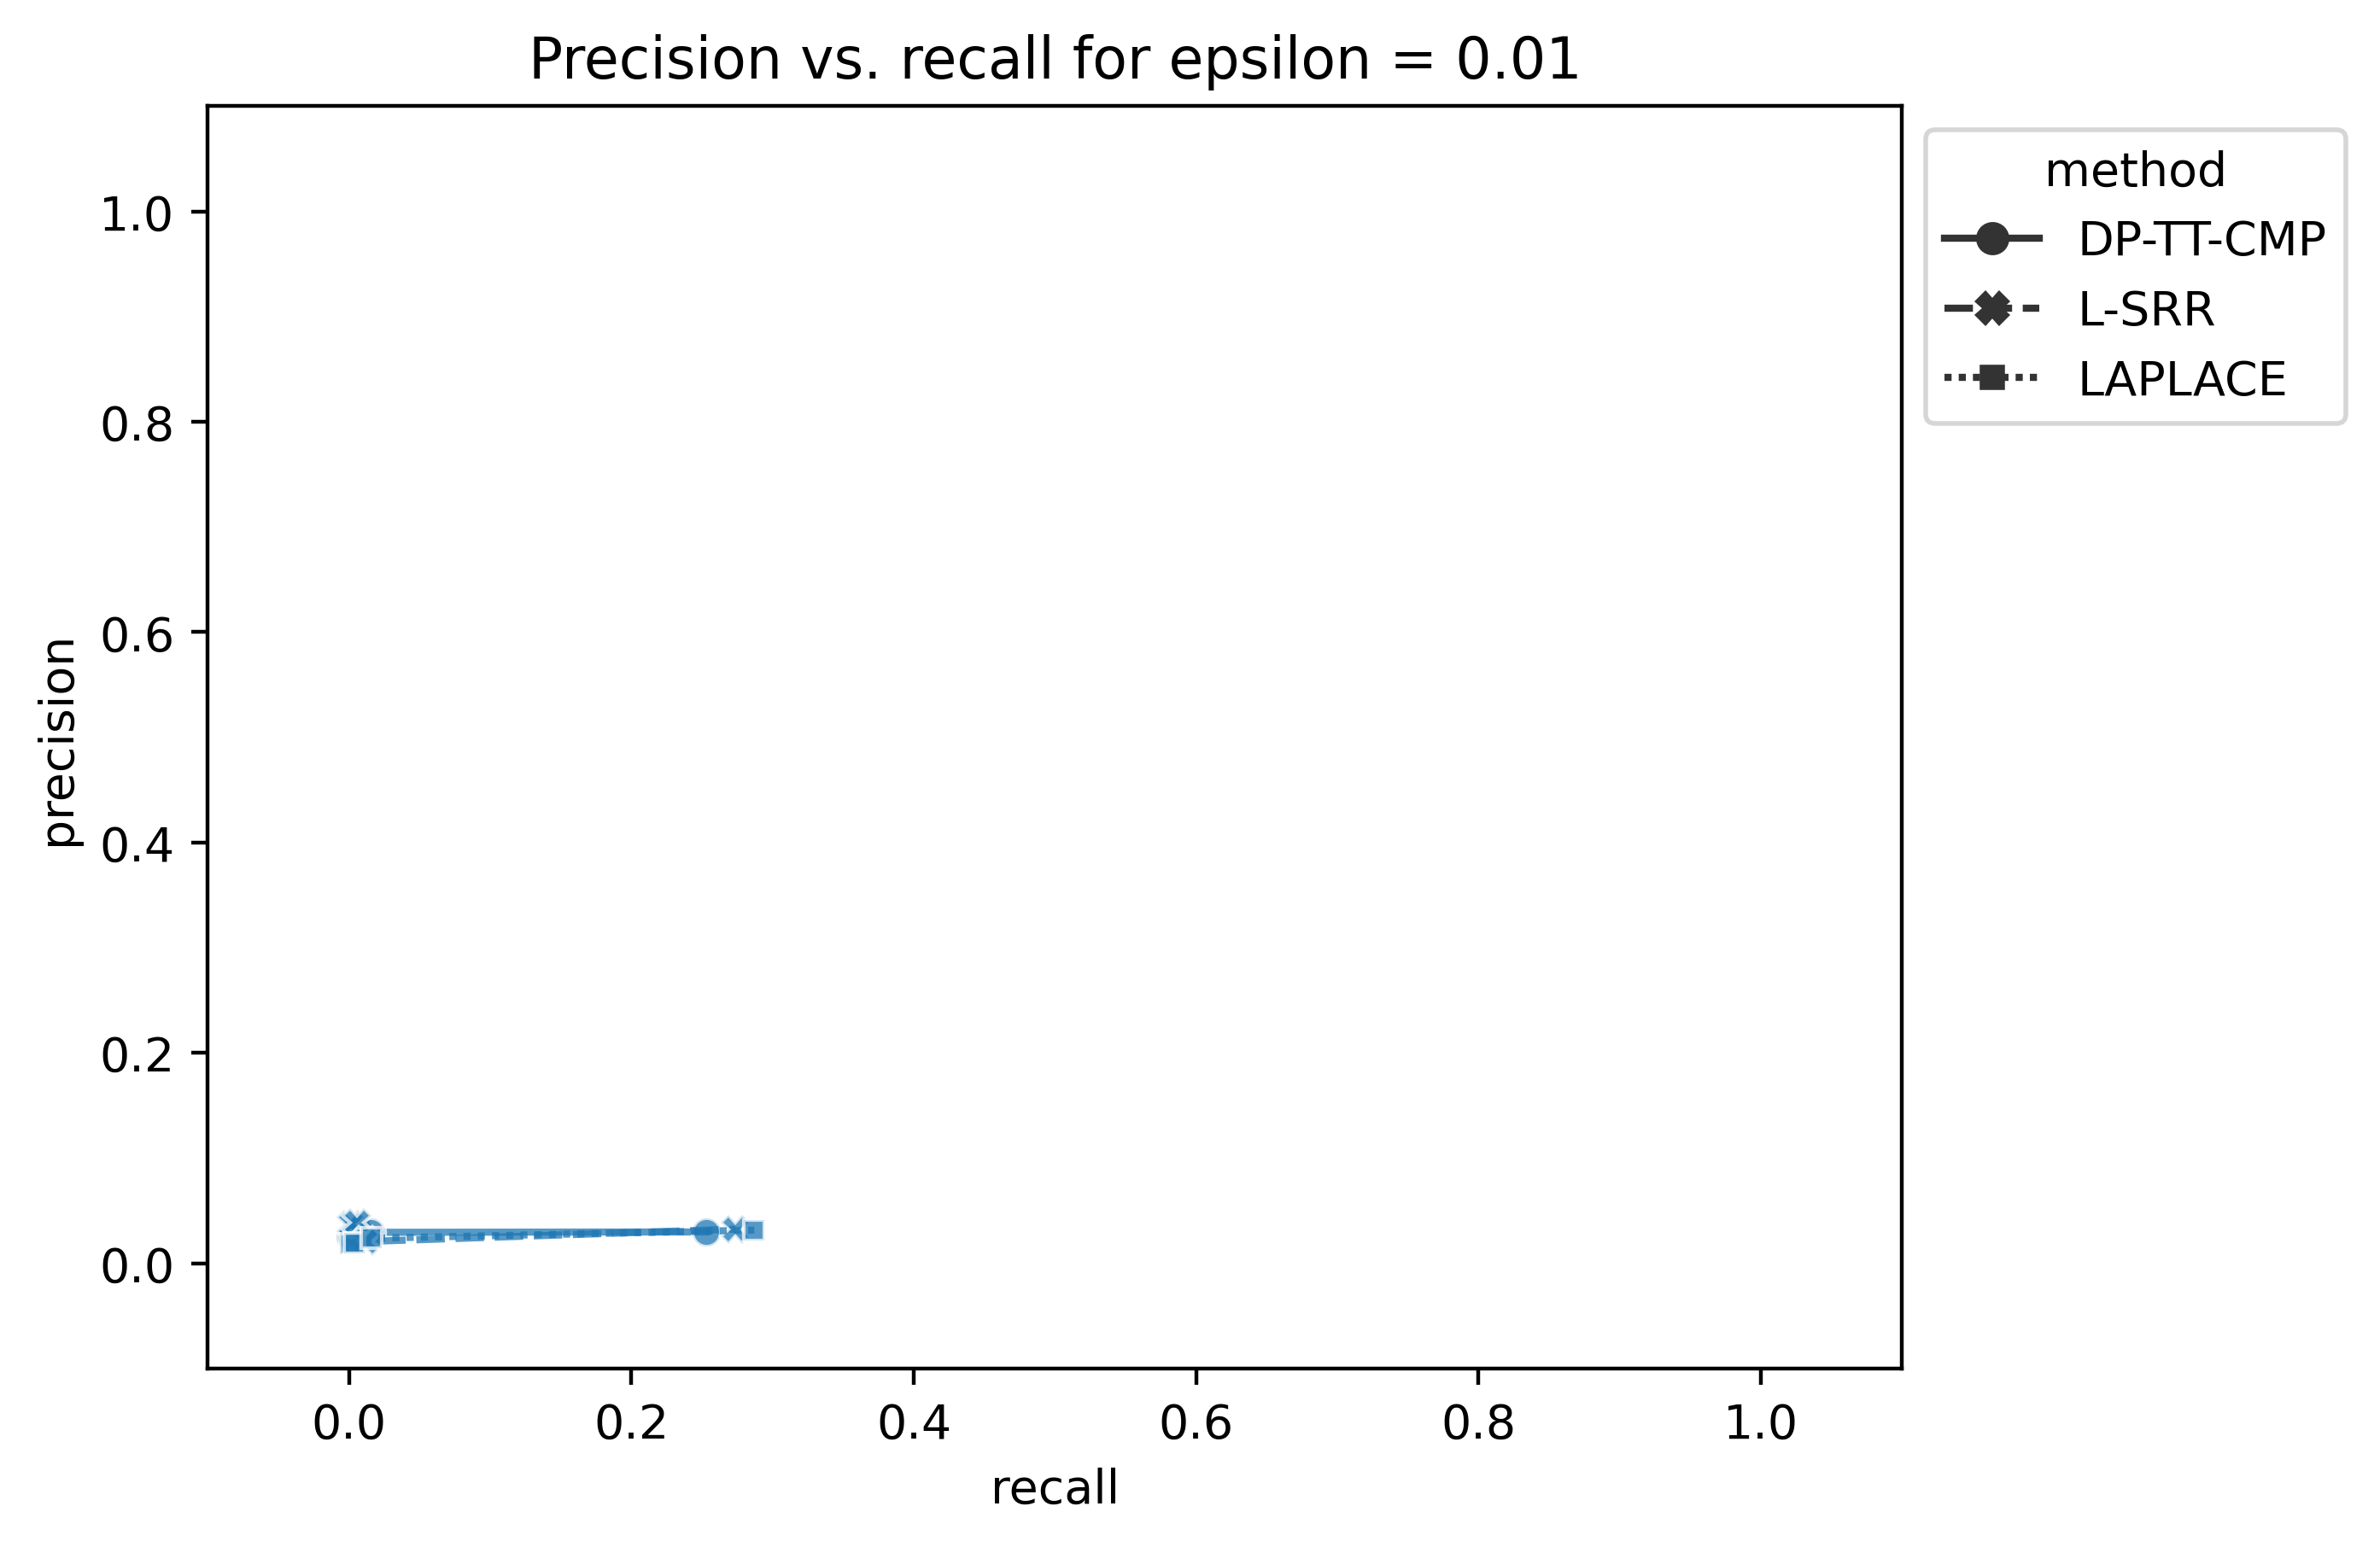 Precision vs. recall for epsilon = 0.01
method
DP-TT-CMP
L-SRR
LAPLACE
precision
1.0
0.8
0.6
0.4
0.2
0.0
0.0 0.2 0.4 0.6 0.8 1.0
recall